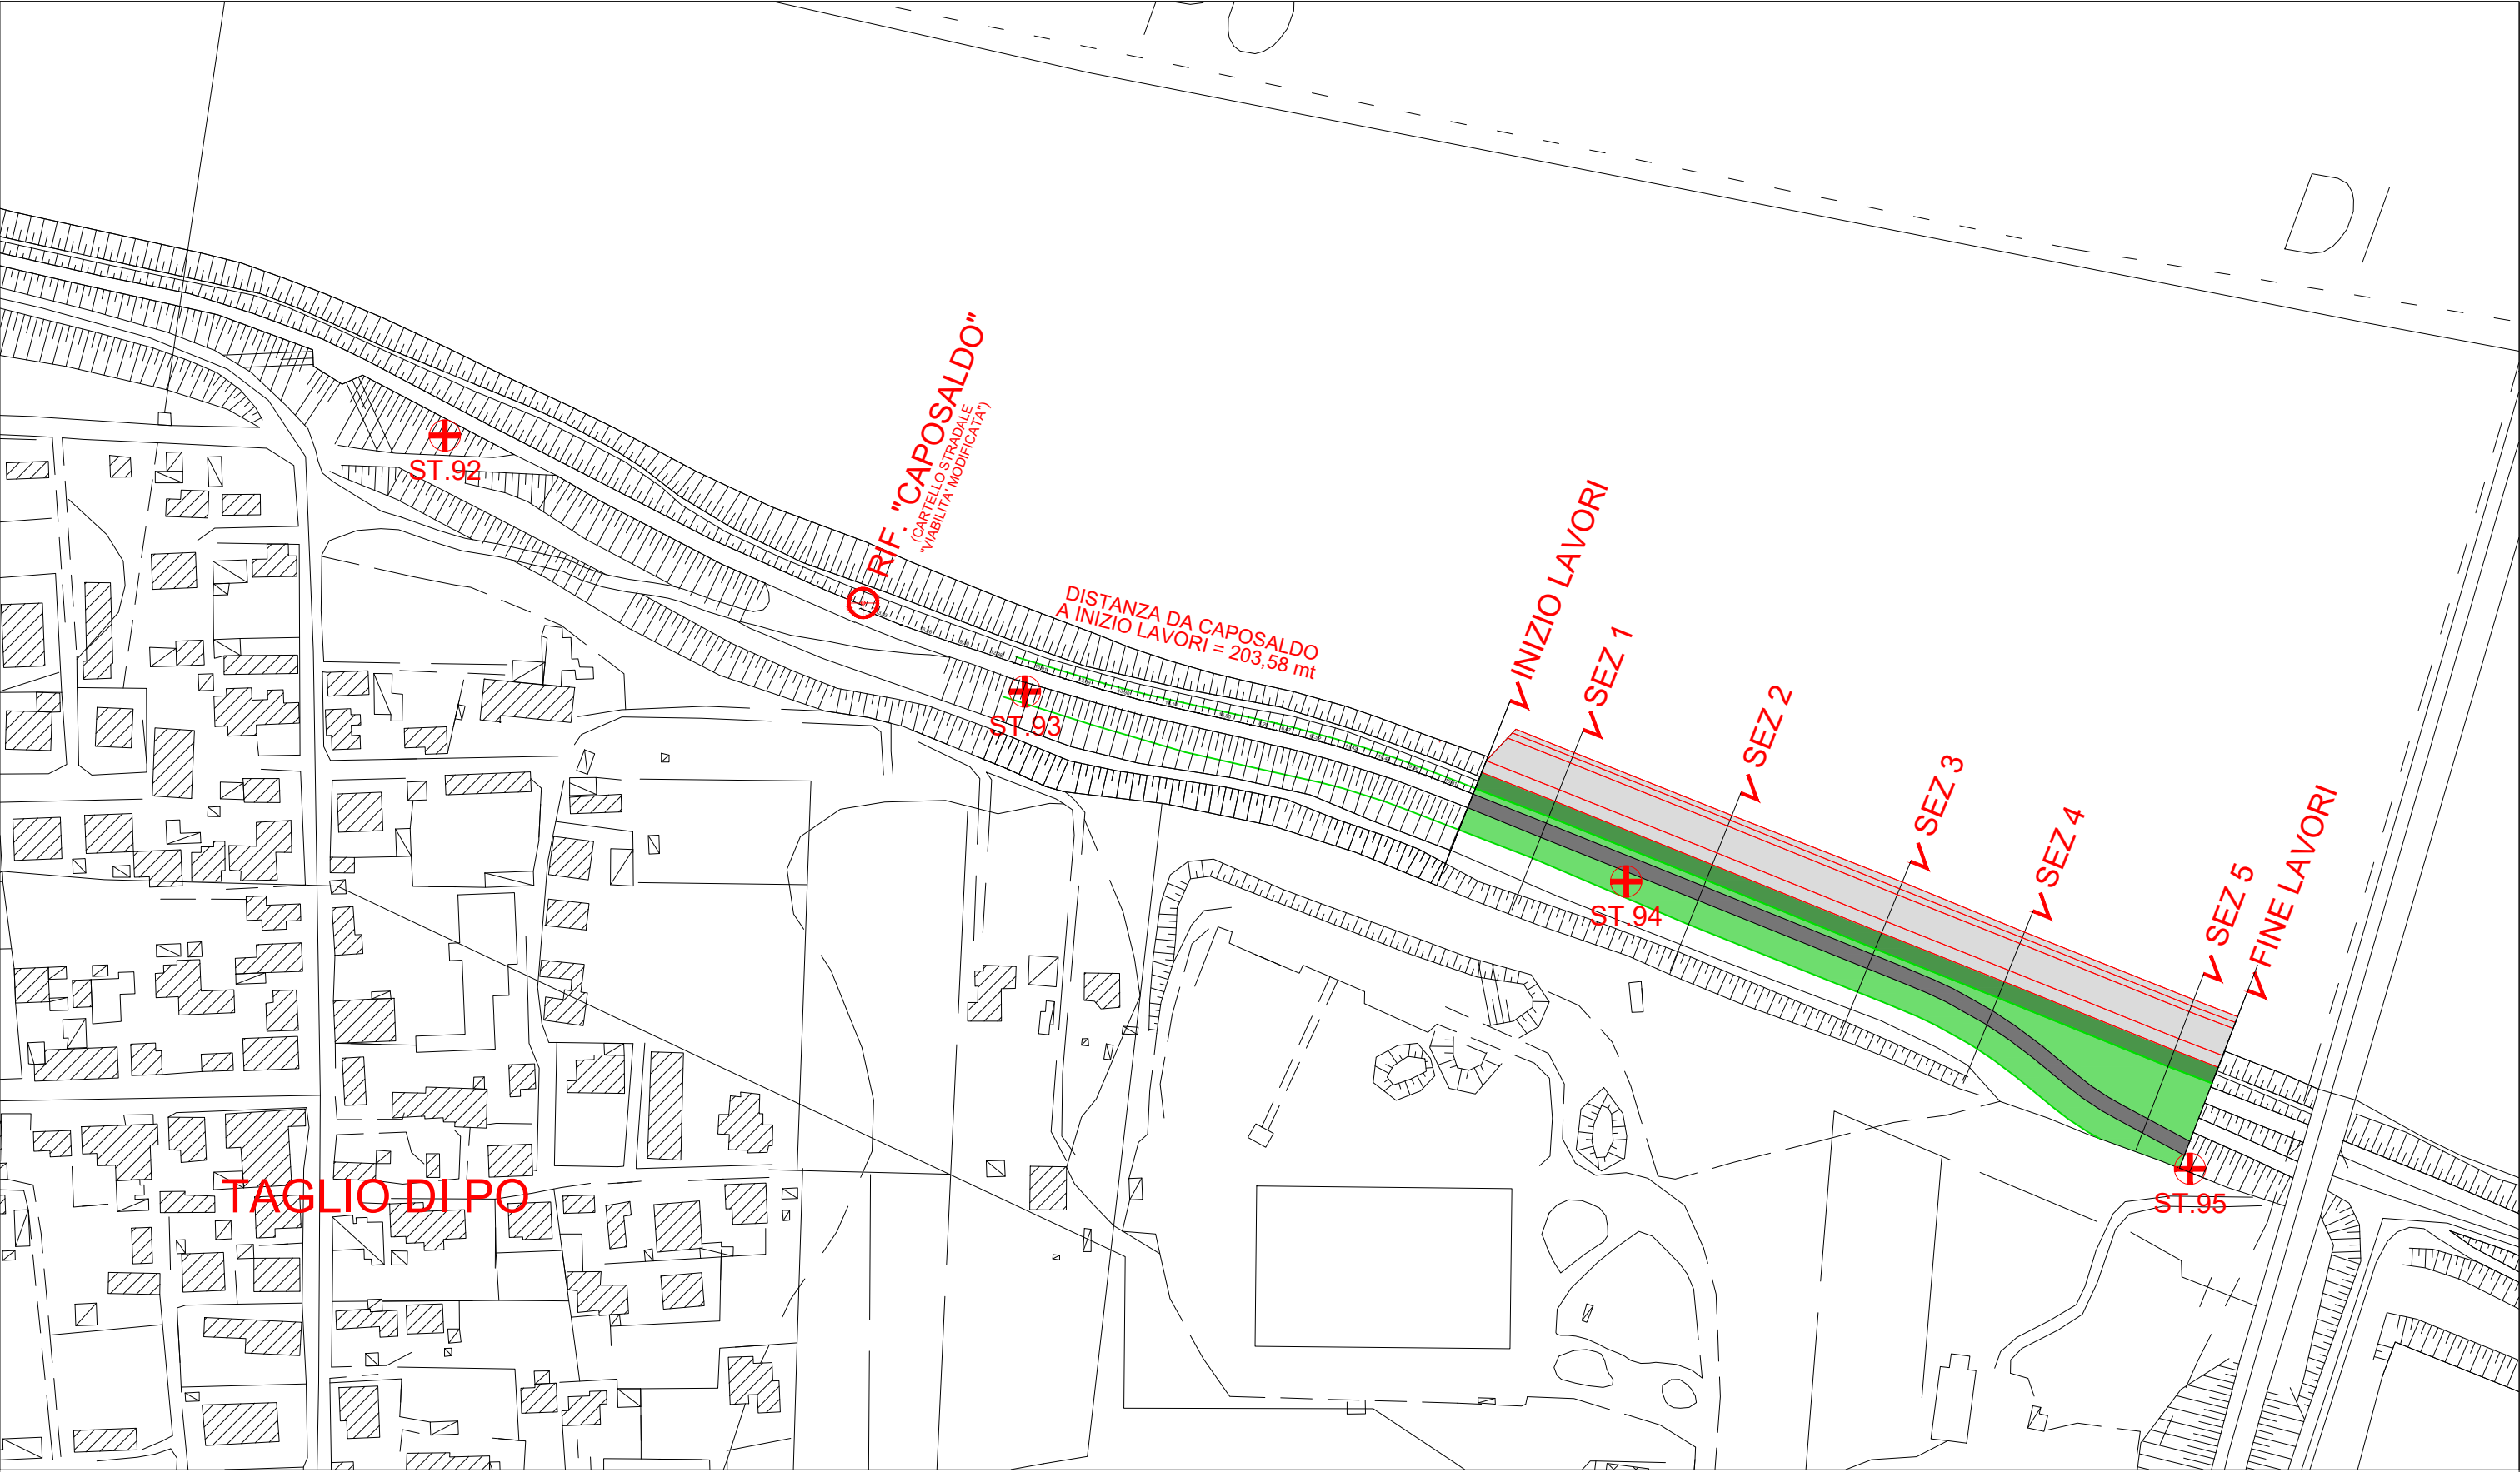 DI
ST.92
RIF. "CAPOSALDO"
(CARTELLO STRADALE
"VIABILITA' MODIFICATA")
DISTANZA DA CAPOSALDO
A INIZIO LAVORI = 203,58 mt
ST.93
INIZIO LAVORI
SEZ 1
SEZ 2
SEZ 3
SEZ 4
SEZ 5
FINE LAVORI
ST.94
ST.95
TAGLIO DI PO